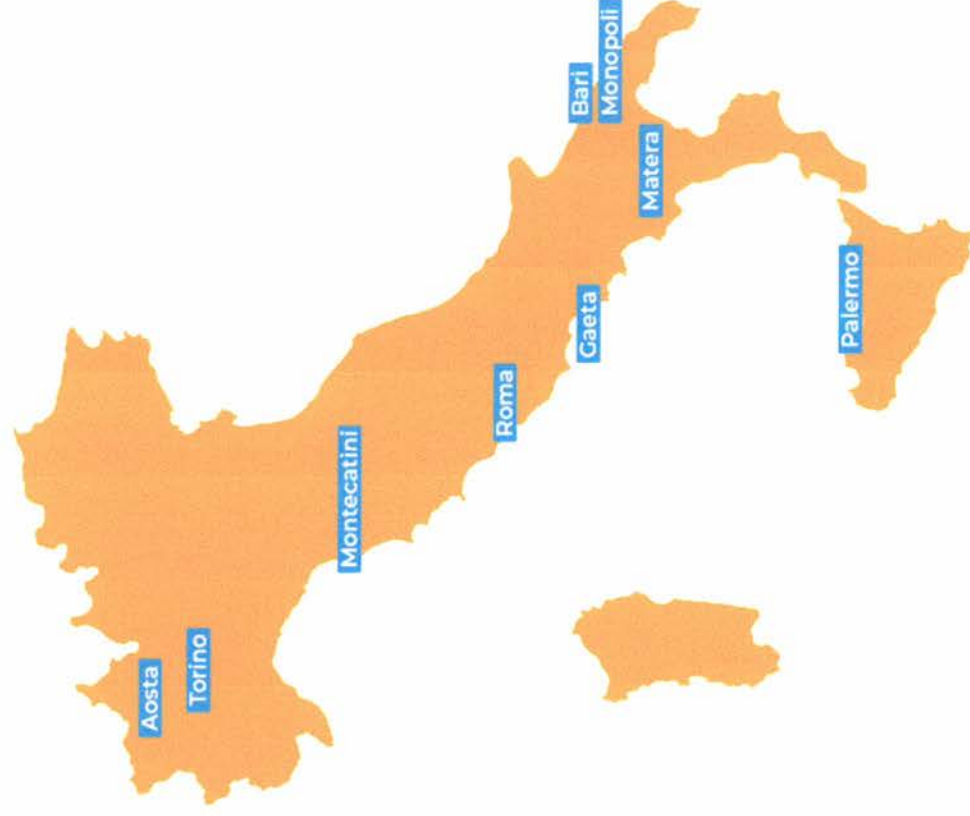 Aosta
Torino
Montecatini
Roma
Gaeta
Bari
Monopoli
Matera
Palermo